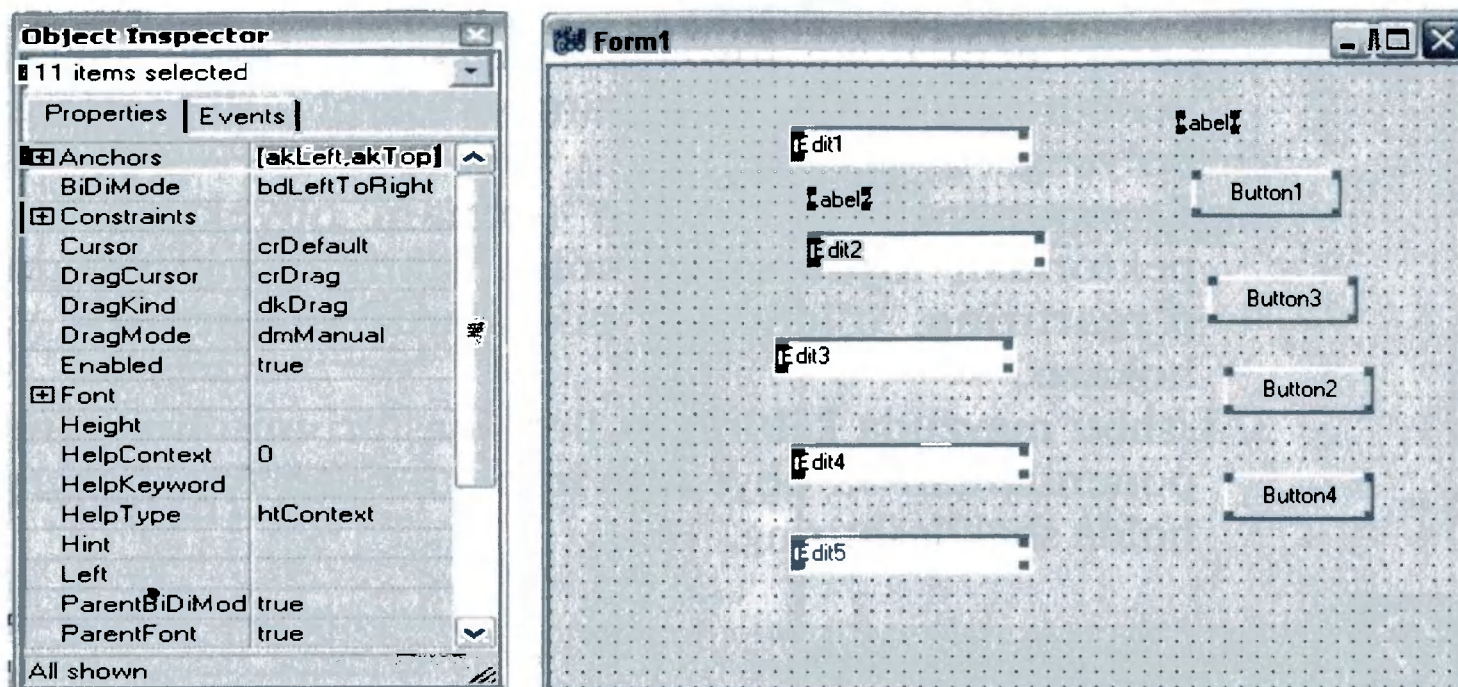 Object Inspector
11 items selected
Properties Events
Anchors [akLeft,akTop]
BiDiMode bdLeftToRight
Constraints
Cursor crDefault
DragCursor crDrag
DragKind dkDrag
DragMode dmManual
Enabled true
Font
Height
HelpContext 0
HelpKeyword
HelpType htContext
Hint
Left
ParentBiDiMod true
ParentFont true
All shown
Form1
Edit1
Label
Edit2
Edit3
Edit4
Edit5
Label
Button1
Button3
Button2
Button4